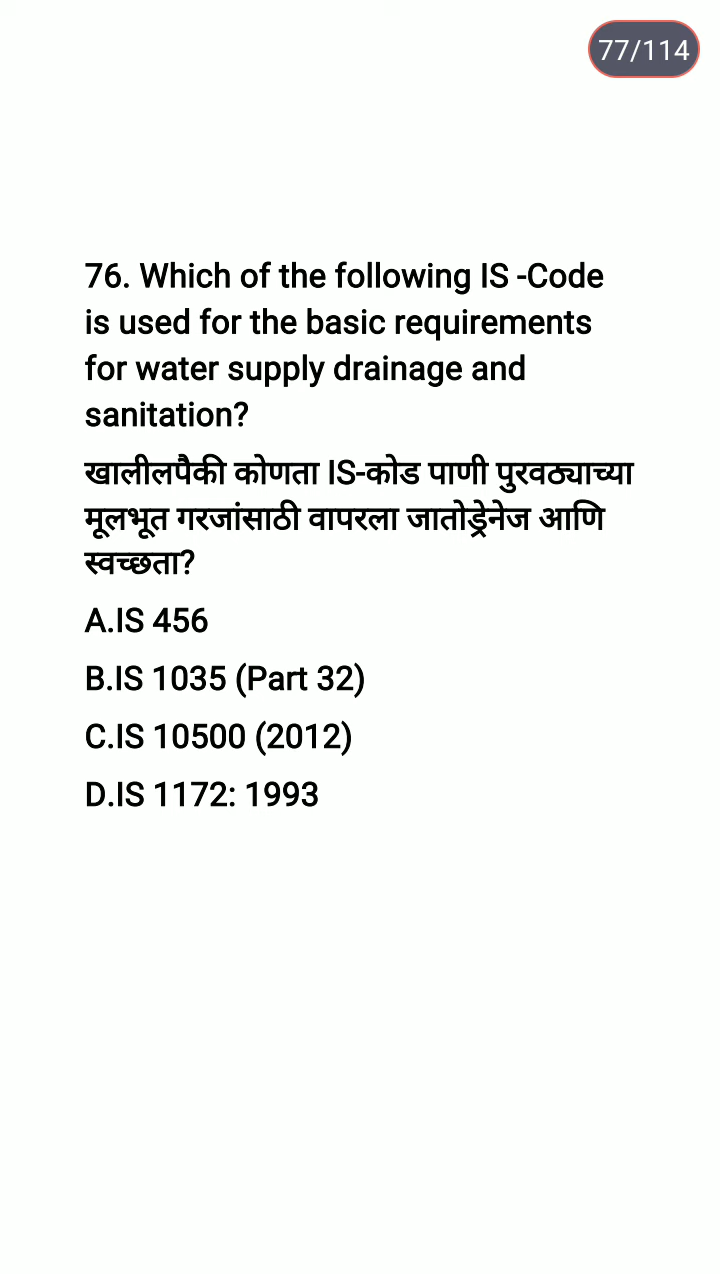 77/114
76. Which of the following IS -Code
is used for the basic requirements
for water supply drainage and
sanitation?
खालीलपैकी कोणता IS-कोड पाणी पुरवठ्याच्या
मूलभूत गरजांसाठी वापरला जातोड्रेनेज आणि
स्वच्छता?
A.IS 456
B.IS 1035 (Part 32)
C.IS 10500 (2012)
D.IS 1172: 1993